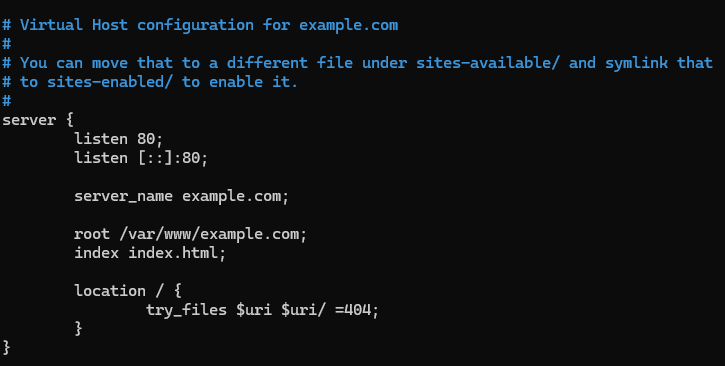 # Virtual Host configuration for example.com
#
# You can move that to a different file under sites-available/ and symlink that
# to sites-enabled/ to enable it.
#
server {
        listen 80;
        listen [::]:80;

        server_name example.com;

        root /var/www/example.com;
        index index.html;

        location / {
                try_files $uri $uri/ =404;
        }
}